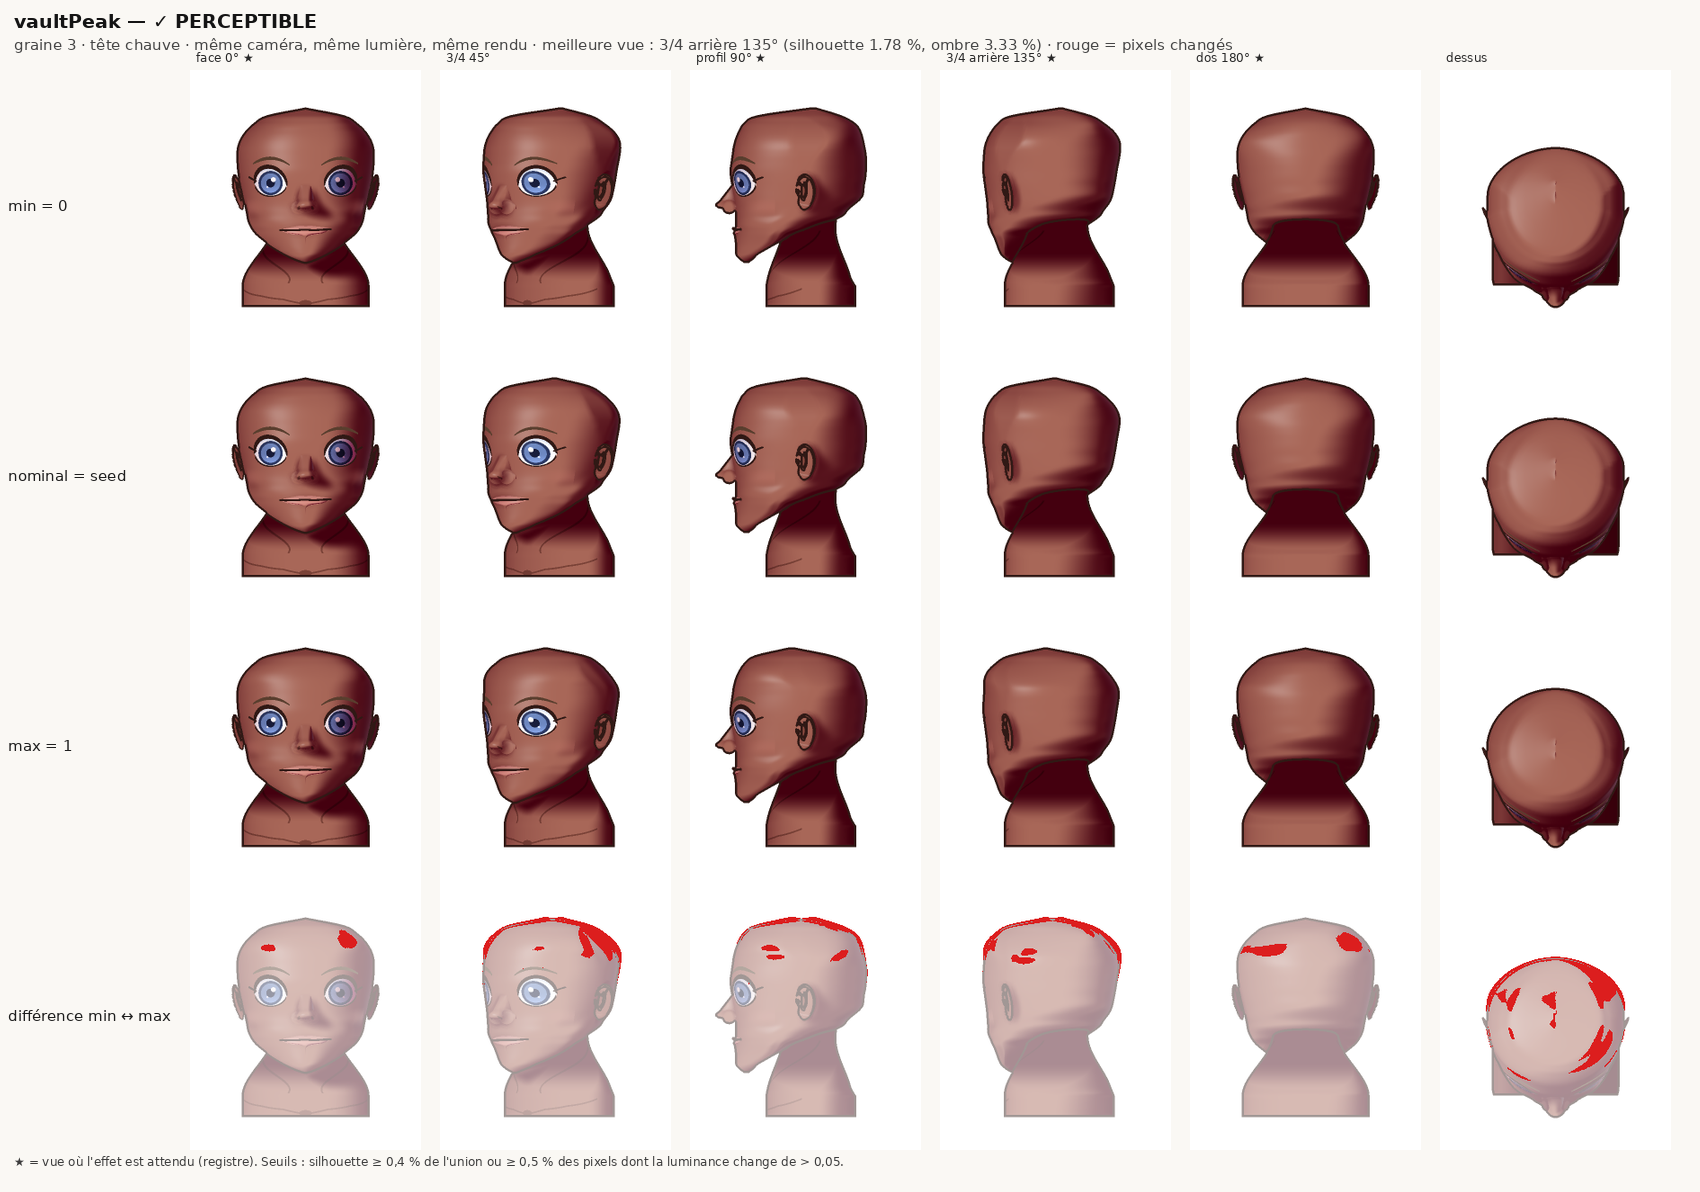 vaultPeak — ✓ PERCEPTIBLE
graine 3 · tête chauve · même caméra, même lumière, même rendu · meilleure vue : 3/4 arrière 135° (silhouette 1.78 %, ombre 3.33 %) · rouge = pixels changés
face 0° ★ 3/4 45° profil 90° ★ 3/4 arrière 135° ★ dos 180° ★ dessus
min = 0
nominal = seed
max = 1
différence min ↔ max
★ = vue où l'effet est attendu (registre). Seuils : silhouette ≥ 0,4 % de l'union ou ≥ 0,5 % des pixels dont la luminance change de > 0,05.